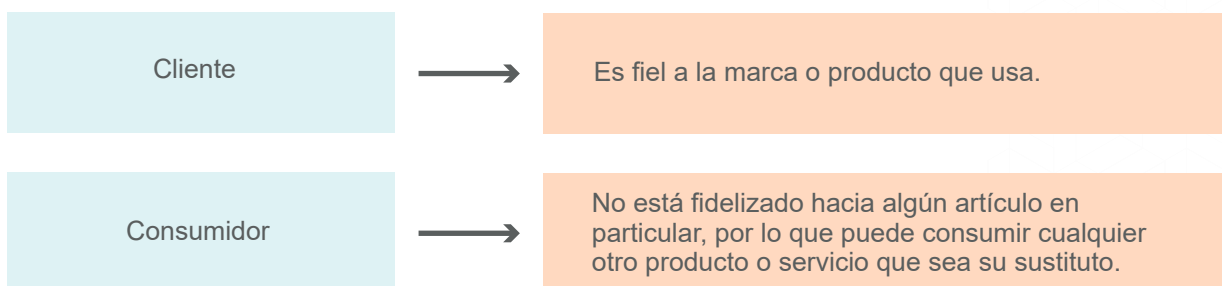 Cliente
Es fiel a la marca o producto que usa.
Consumidor
No está fidelizado hacia algún artículo en
particular, por lo que puede consumir cualquier
otro producto o servicio que sea su sustituto.